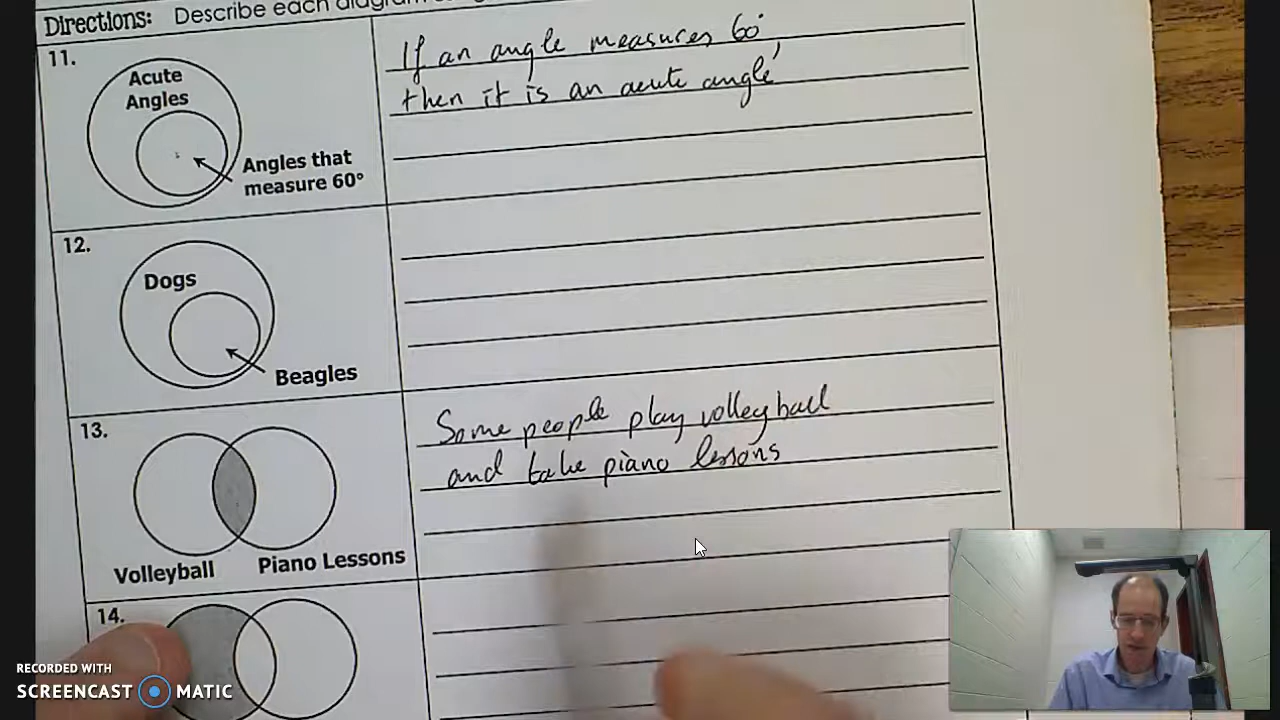 Directions: Describe each diagram
11.
Acute
Angles
Angles that
measure 60°
If an angle measures 60°,
then it is an acute angle
12.
Dogs
Beagles
13.
Volleyball
Piano Lessons
Some people play volleyball
and take piano lessons
14.
RECORDED WITH
SCREENCAST MATIC